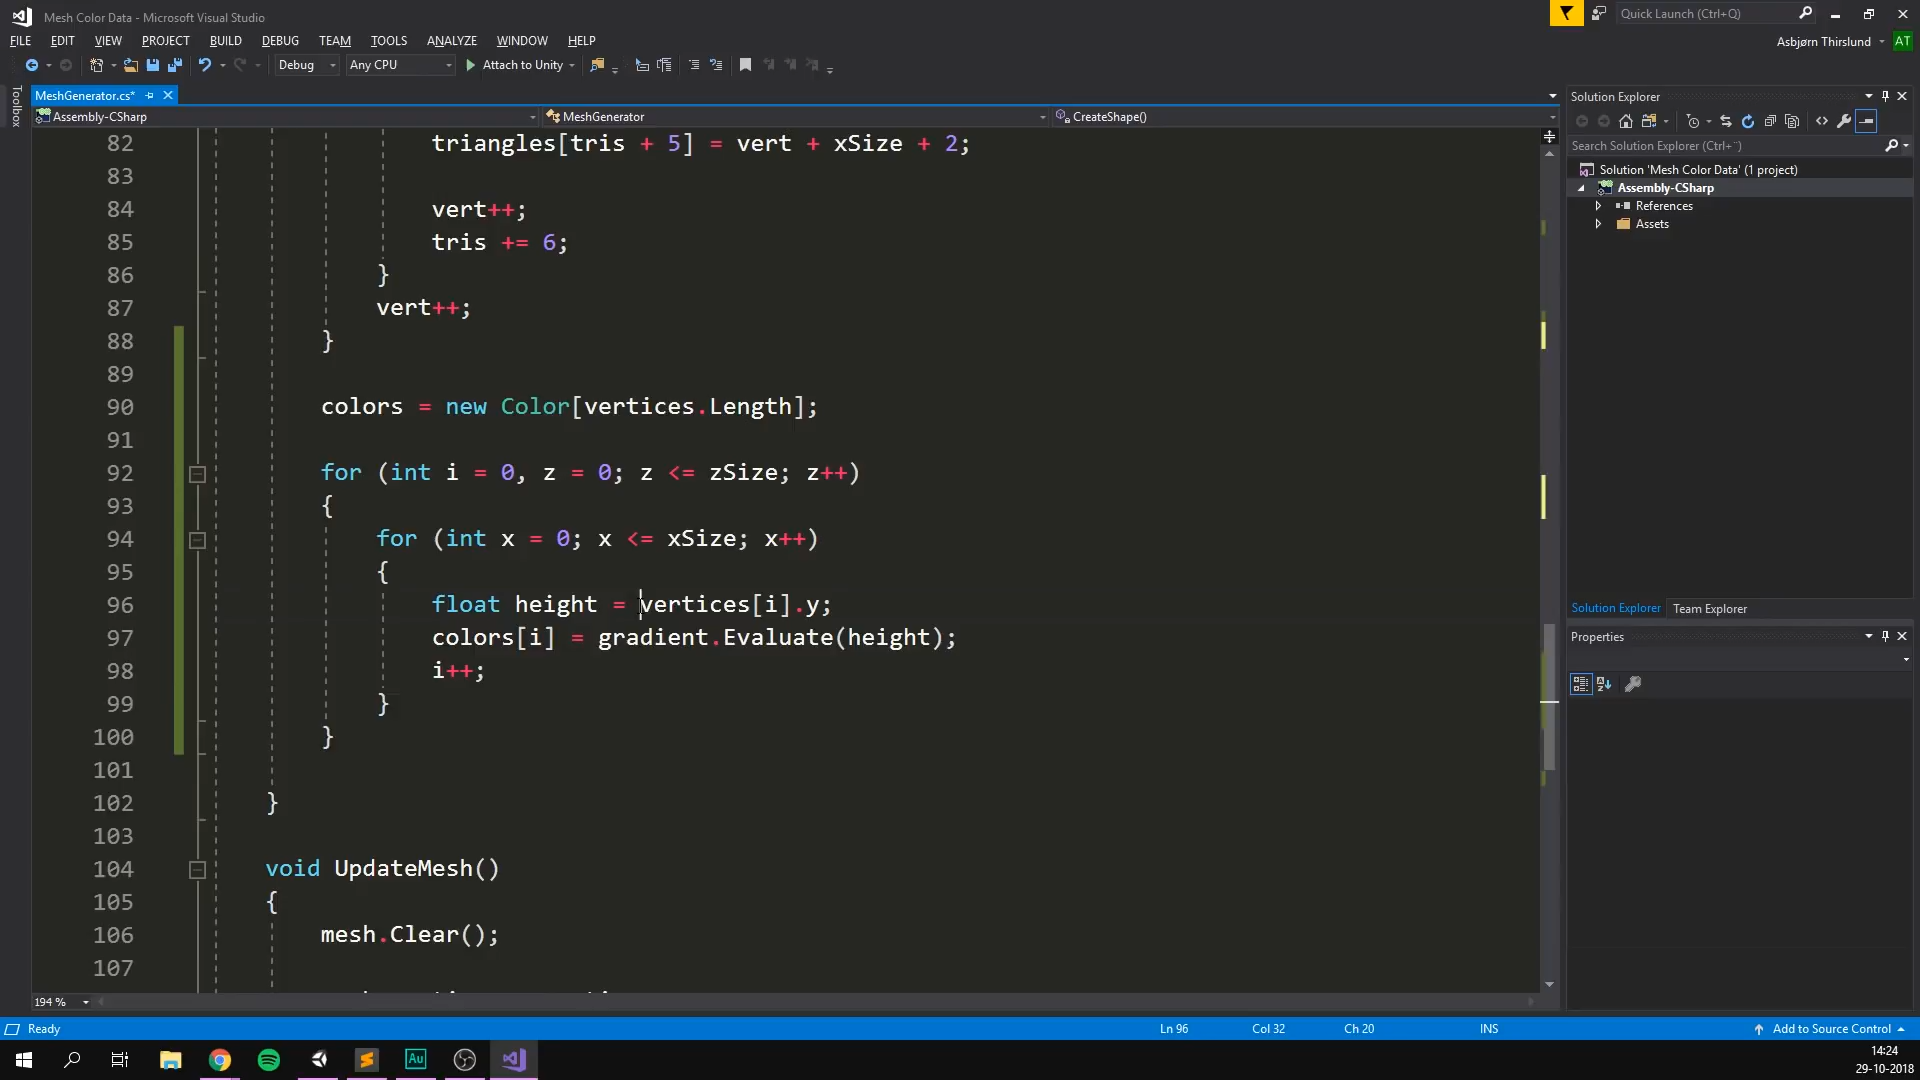 Mesh Color Data - Microsoft Visual Studio
Quick Launch (Ctrl+Q)
FILE EDIT VIEW PROJECT BUILD DEBUG TEAM TOOLS ANALYZE WINDOW HELP
Asbjørn Thirslund AT
Debug Any CPU Attach to Unity
Toolbox
MeshGenerator.cs*
Assembly-CSharp MeshGenerator CreateShape()
82 triangles[tris + 5] = vert + xSize + 2;
83
84 vert++;
85 tris += 6;
86 }
87 vert++;
88 }
89
90 colors = new Color[vertices.Length];
91
92 for (int i = 0, z = 0; z <= zSize; z++)
93 {
94 for (int x = 0; x <= xSize; x++)
95 {
96 float height = vertices[i].y;
97 colors[i] = gradient.Evaluate(height);
98 i++;
99 }
100 }
101
102 }
103
104 void UpdateMesh()
105 {
106 mesh.Clear();
107
194 %
Solution Explorer
Search Solution Explorer (Ctrl+¨)
Solution 'Mesh Color Data' (1 project)
Assembly-CSharp
References
Assets
Solution Explorer Team Explorer
Properties
Ready Ln 96 Col 32 Ch 20 INS Add to Source Control
Au
14:24
29-10-2018